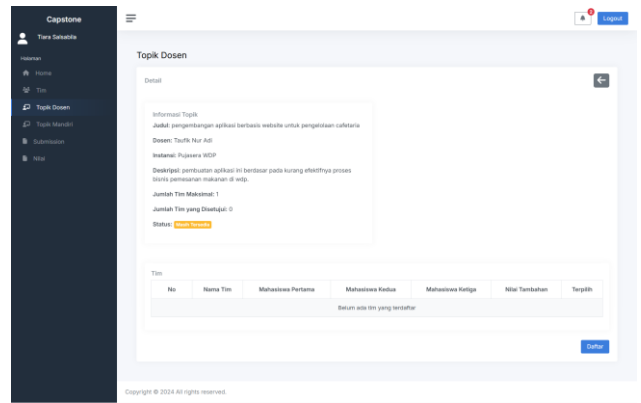 Capstone
Tiara Salsabila
Halaman
Home
Tim
Topik Dosen
Topik Mandiri
Submission
Nilai
Logout
Topik Dosen
Detail
Informasi Topik
Judul: pengembangan aplikasi berbasis website untuk pengelolaan cafetaria
Dosen: Taufik Nur Adi
Instansi: Pujasera WDP
Deskripsi: pembuatan aplikasi ini berdasar pada kurang efektifnya proses
bisnis pemesanan makanan di wdp.
Jumlah Tim Maksimal: 1
Jumlah Tim yang Disetujui: 0
Status: Masih Tersedia
Tim
No Nama Tim Mahasiswa Pertama Mahasiswa Kedua Mahasiswa Ketiga Nilai Tambahan Terpilih
Belum ada tim yang terdaftar
Daftar
Copyright © 2024 All rights reserved.